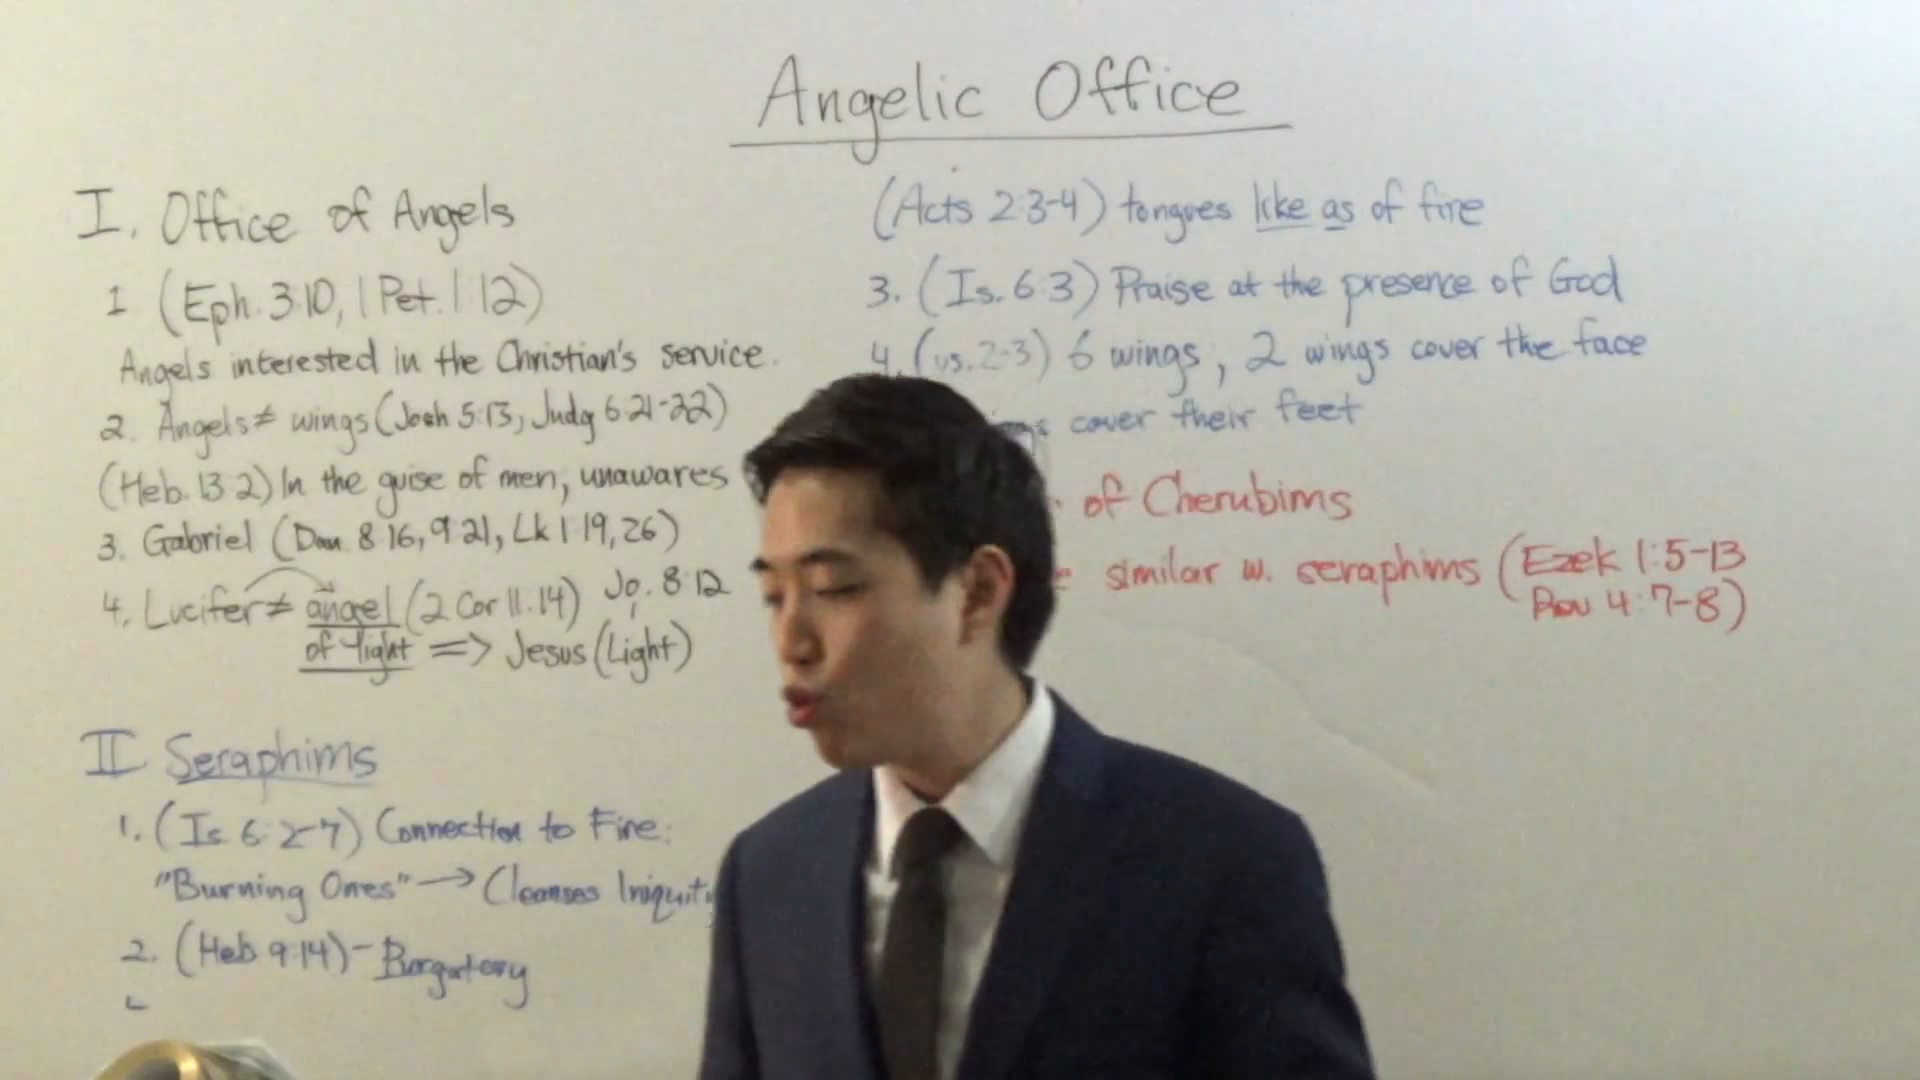 Angelic Office
I. Office of Angels
1 (Eph. 3:10, 1 Pet. 1:12)
Angels interested in the Christian's service.
2. Angels ≠ wings (Josh 5:13, Judg 6:21-22)
(Heb. 13:2) In the guise of men, unawares
3. Gabriel (Dan 8:16, 9:21, Lk 1:19, 26)
4. Lucifer ≠ angel (2 Cor 11:14) Jo. 8:12
of light => Jesus (Light)
II Seraphims
1. (Is 6:2-7) Connection to Fire:
"Burning Ones" → Cleanses
2. (Heb 9:14) - Purgatory
(Acts 2:3-4) tongues like as of fire
3. (Is. 6:3) Praise at the presence of God
4. (vs. 2-3) 6 wings, 2 wings cover the face
cover their feet
of Cherubims
similar w. seraphims (Ezek 1:5-13
Rev 4:7-8)